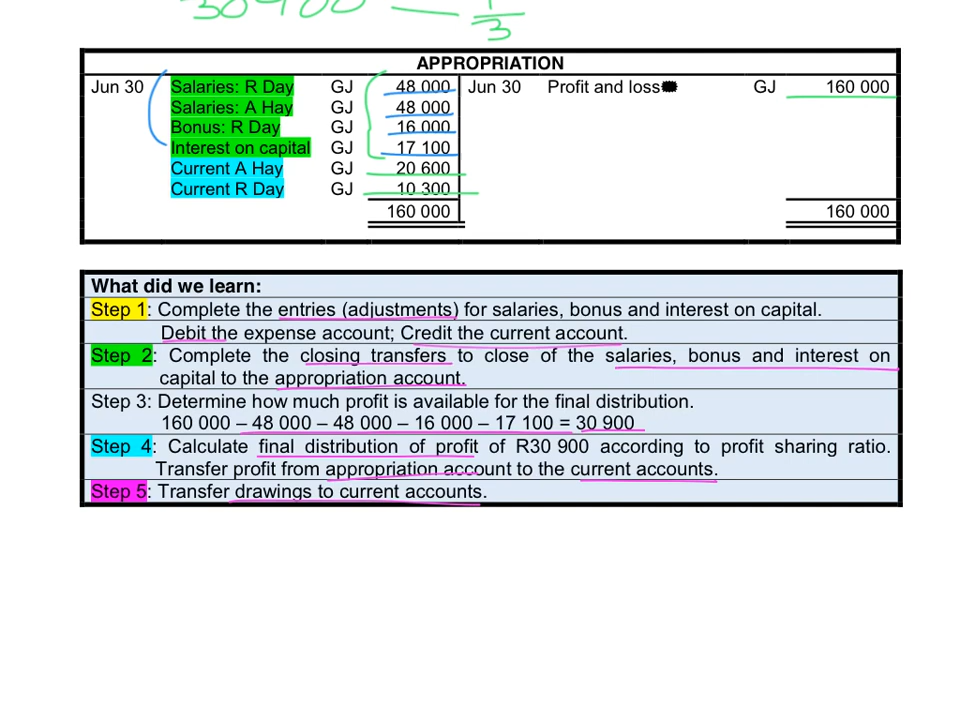 30 900 — 1/3
APPROPRIATION
Jun 30 Salaries: R Day GJ 48 000 Jun 30 Profit and loss GJ 160 000
Salaries: A Hay GJ 48 000
Bonus: R Day GJ 16 000
Interest on capital GJ 17 100
Current A Hay GJ 20 600
Current R Day GJ 10 300
160 000 160 000
What did we learn:
Step 1: Complete the entries (adjustments) for salaries, bonus and interest on capital.
Debit the expense account; Credit the current account.
Step 2: Complete the closing transfers to close of the salaries, bonus and interest on
capital to the appropriation account.
Step 3: Determine how much profit is available for the final distribution.
160 000 – 48 000 – 48 000 – 16 000 – 17 100 = 30 900
Step 4: Calculate final distribution of profit of R30 900 according to profit sharing ratio.
Transfer profit from appropriation account to the current accounts.
Step 5: Transfer drawings to current accounts.